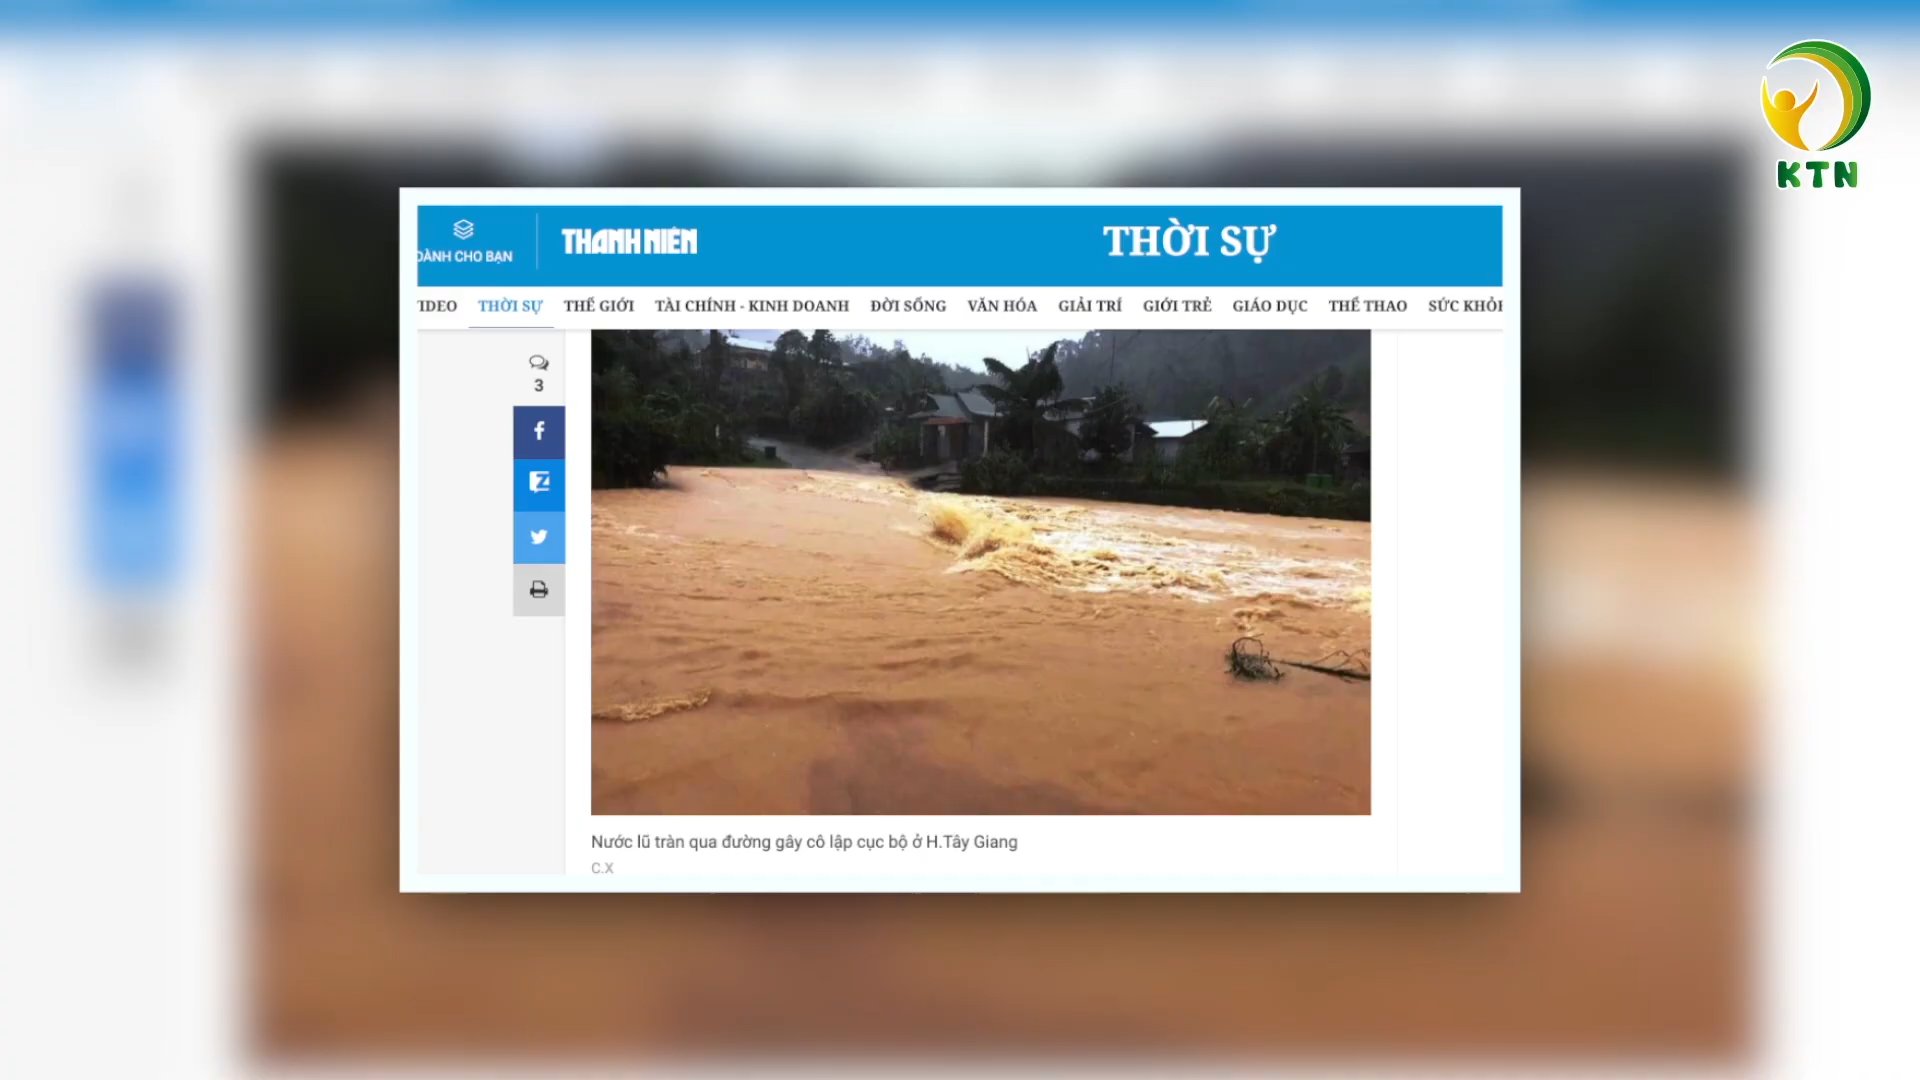 KTN
DÀNH CHO BẠN
THANH NIÊN
THỜI SỰ
IDEO THỜI SỰ THẾ GIỚI TÀI CHÍNH - KINH DOANH ĐỜI SỐNG VĂN HÓA GIẢI TRÍ GIỚI TRẺ GIÁO DỤC THỂ THAO SỨC KHỎE
3
Nước lũ tràn qua đường gây cô lập cục bộ ở H.Tây Giang
C.X